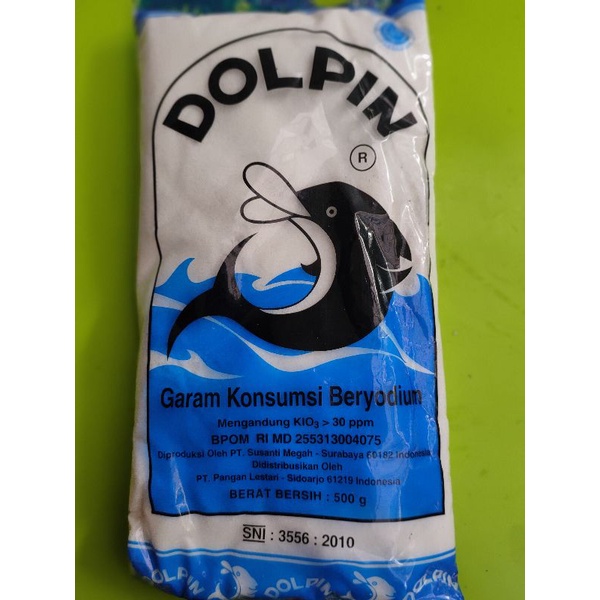 DOLPIN
R
Garam Konsumsi Beryodium
Mengandung KIO3 > 30 ppm
BPOM RI MD 255313004075
Diproduksi Oleh PT. Susanti Megah - Surabaya 60182 Indonesia
Didistribusikan Oleh
PT. Pangan Lestari - Sidoarjo 61219 Indonesia
BERAT BERSIH : 500 g
SNI : 3556 : 2010
DOLPIN DOLPIN